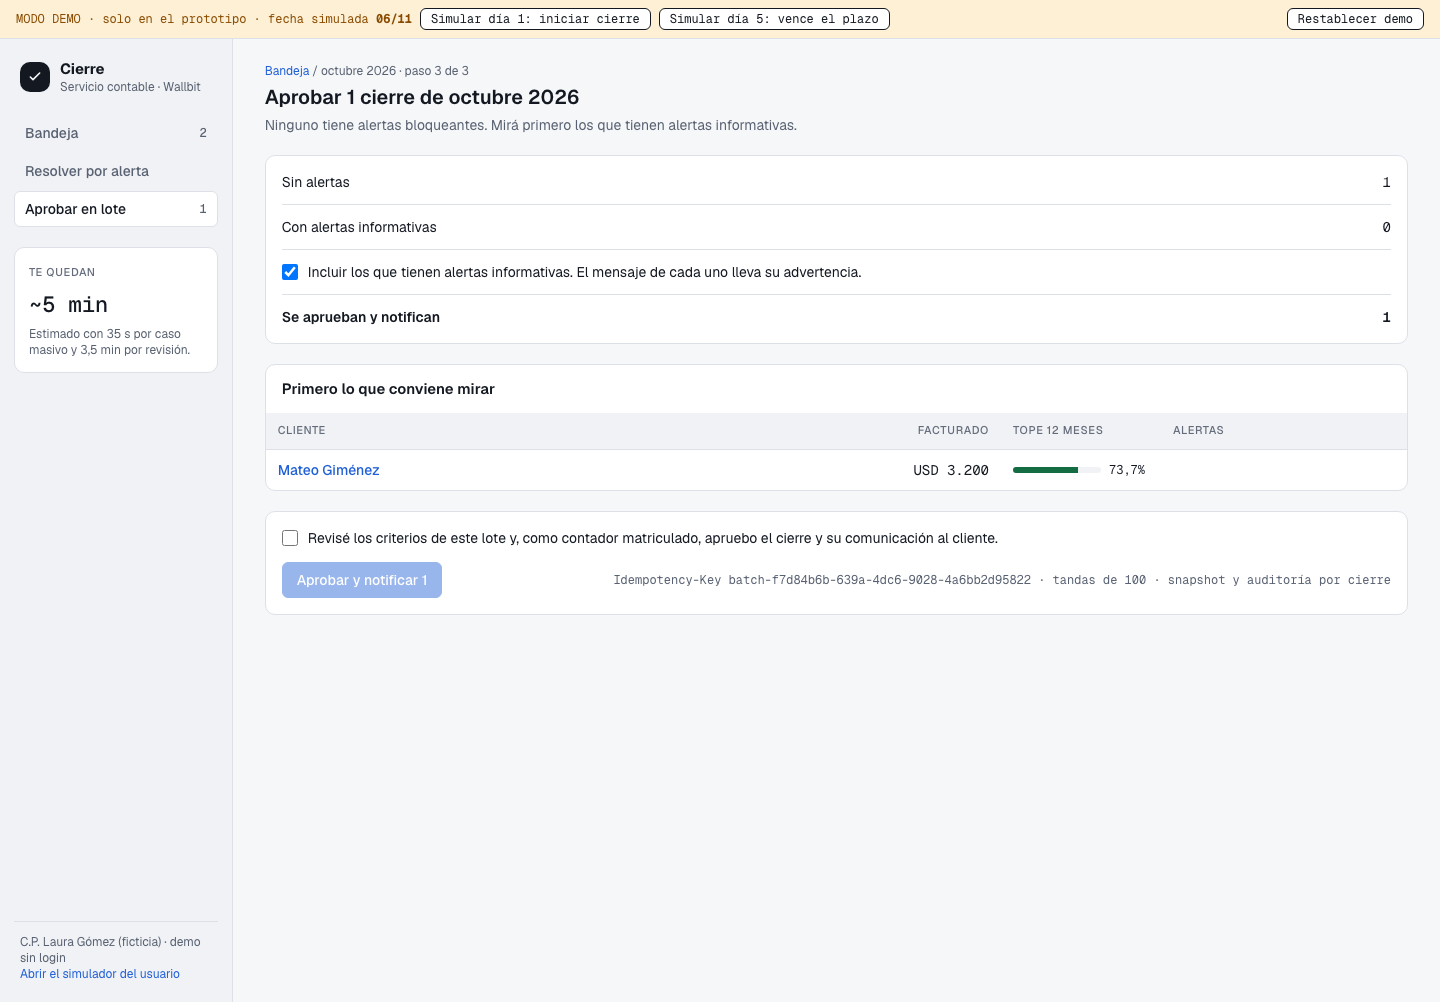 MODO DEMO · solo en el prototipo · fecha simulada 06/11
Simular día 1: iniciar cierre
Simular día 5: vence el plazo
Restablecer demo
Cierre
Servicio contable · Wallbit
Bandeja 2
Resolver por alerta
Aprobar en lote 1
TE QUEDAN
~5 min
Estimado con 35 s por caso
masivo y 3,5 min por revisión.
C.P. Laura Gómez (ficticia) · demo
sin login
Abrir el simulador del usuario
Bandeja / octubre 2026 · paso 3 de 3
Aprobar 1 cierre de octubre 2026
Ninguno tiene alertas bloqueantes. Mirá primero los que tienen alertas informativas.
Sin alertas 1
Con alertas informativas 0
Incluir los que tienen alertas informativas. El mensaje de cada uno lleva su advertencia.
Se aprueban y notifican 1
Primero lo que conviene mirar
CLIENTE FACTURADO TOPE 12 MESES ALERTAS
Mateo Giménez USD 3.200 73,7%
Revisé los criterios de este lote y, como contador matriculado, apruebo el cierre y su comunicación al cliente.
Aprobar y notificar 1
Idempotency-Key batch-f7d84b6b-639a-4dc6-9028-4a6bb2d95822 · tandas de 100 · snapshot y auditoría por cierre